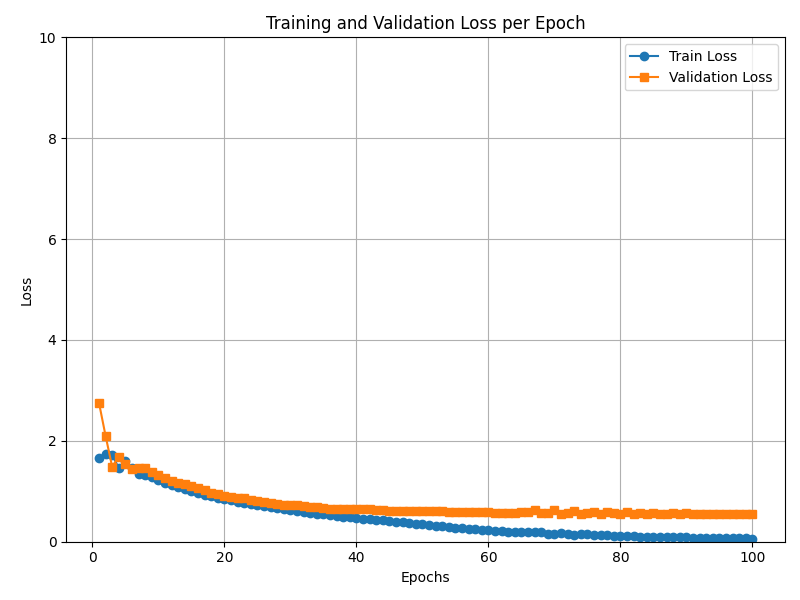 Training and Validation Loss per Epoch
Train Loss
Validation Loss
10
8
6
4
2
0
Loss
0 20 40 60 80 100
Epochs